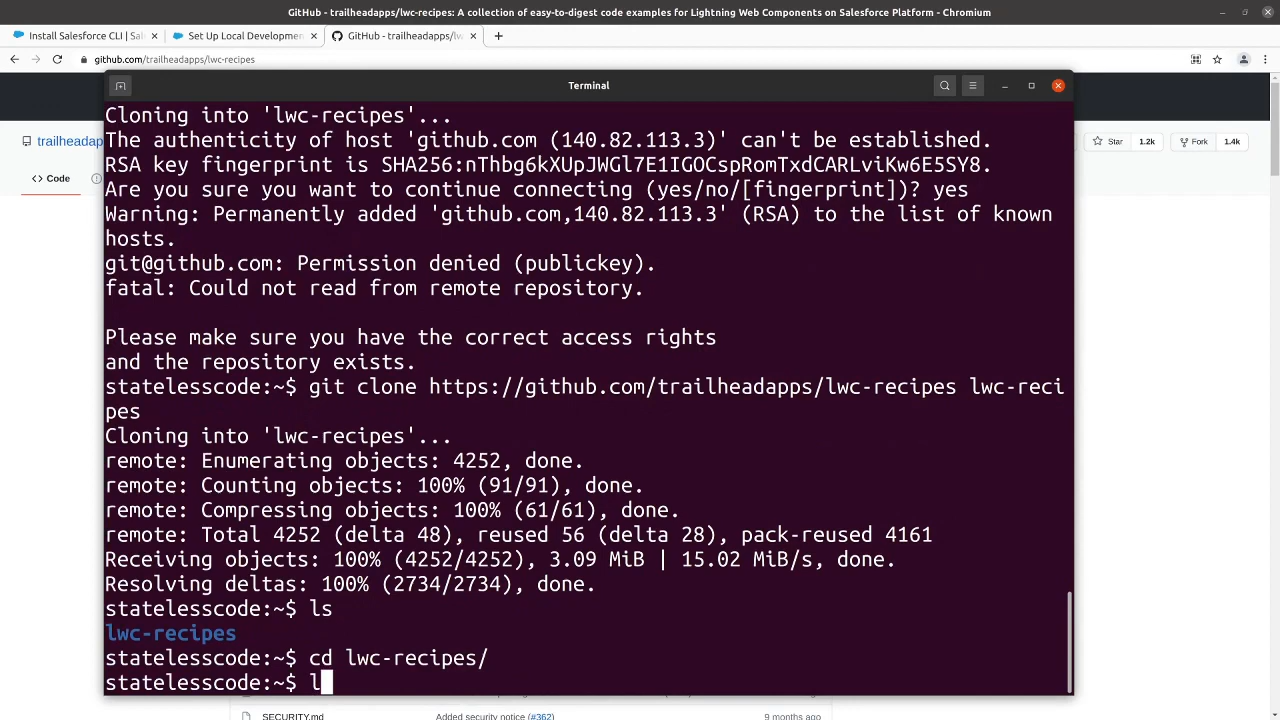 GitHub - trailheadapps/lwc-recipes: A collection of easy-to-digest code examples for Lightning Web Components on Salesforce Platform - Chromium
Install Salesforce CLI | Sa
Set Up Local Developmen
GitHub - trailheadapps/lw
github.com/trailheadapps/lwc-recipes
Terminal
trailheadapp
Star 1.2k
Fork 1.4k
<> Code
Cloning into 'lwc-recipes'...
The authenticity of host 'github.com (140.82.113.3)' can't be established.
RSA key fingerprint is SHA256:nThbg6kXUpJWGl7E1IGOCspRomTxdCARLviKw6E5SY8.
Are you sure you want to continue connecting (yes/no/[fingerprint])? yes
Warning: Permanently added 'github.com,140.82.113.3' (RSA) to the list of known
hosts.
git@github.com: Permission denied (publickey).
fatal: Could not read from remote repository.
Please make sure you have the correct access rights
and the repository exists.
statelesscode:~$ git clone https://github.com/trailheadapps/lwc-recipes lwc-reci
pes
Cloning into 'lwc-recipes'...
remote: Enumerating objects: 4252, done.
remote: Counting objects: 100% (91/91), done.
remote: Compressing objects: 100% (61/61), done.
remote: Total 4252 (delta 48), reused 56 (delta 28), pack-reused 4161
Receiving objects: 100% (4252/4252), 3.09 MiB | 15.02 MiB/s, done.
Resolving deltas: 100% (2734/2734), done.
statelesscode:~$ ls
lwc-recipes
statelesscode:~$ cd lwc-recipes/
statelesscode:~$ l
SECURITY.md Added security notice (#362) 9 months ago